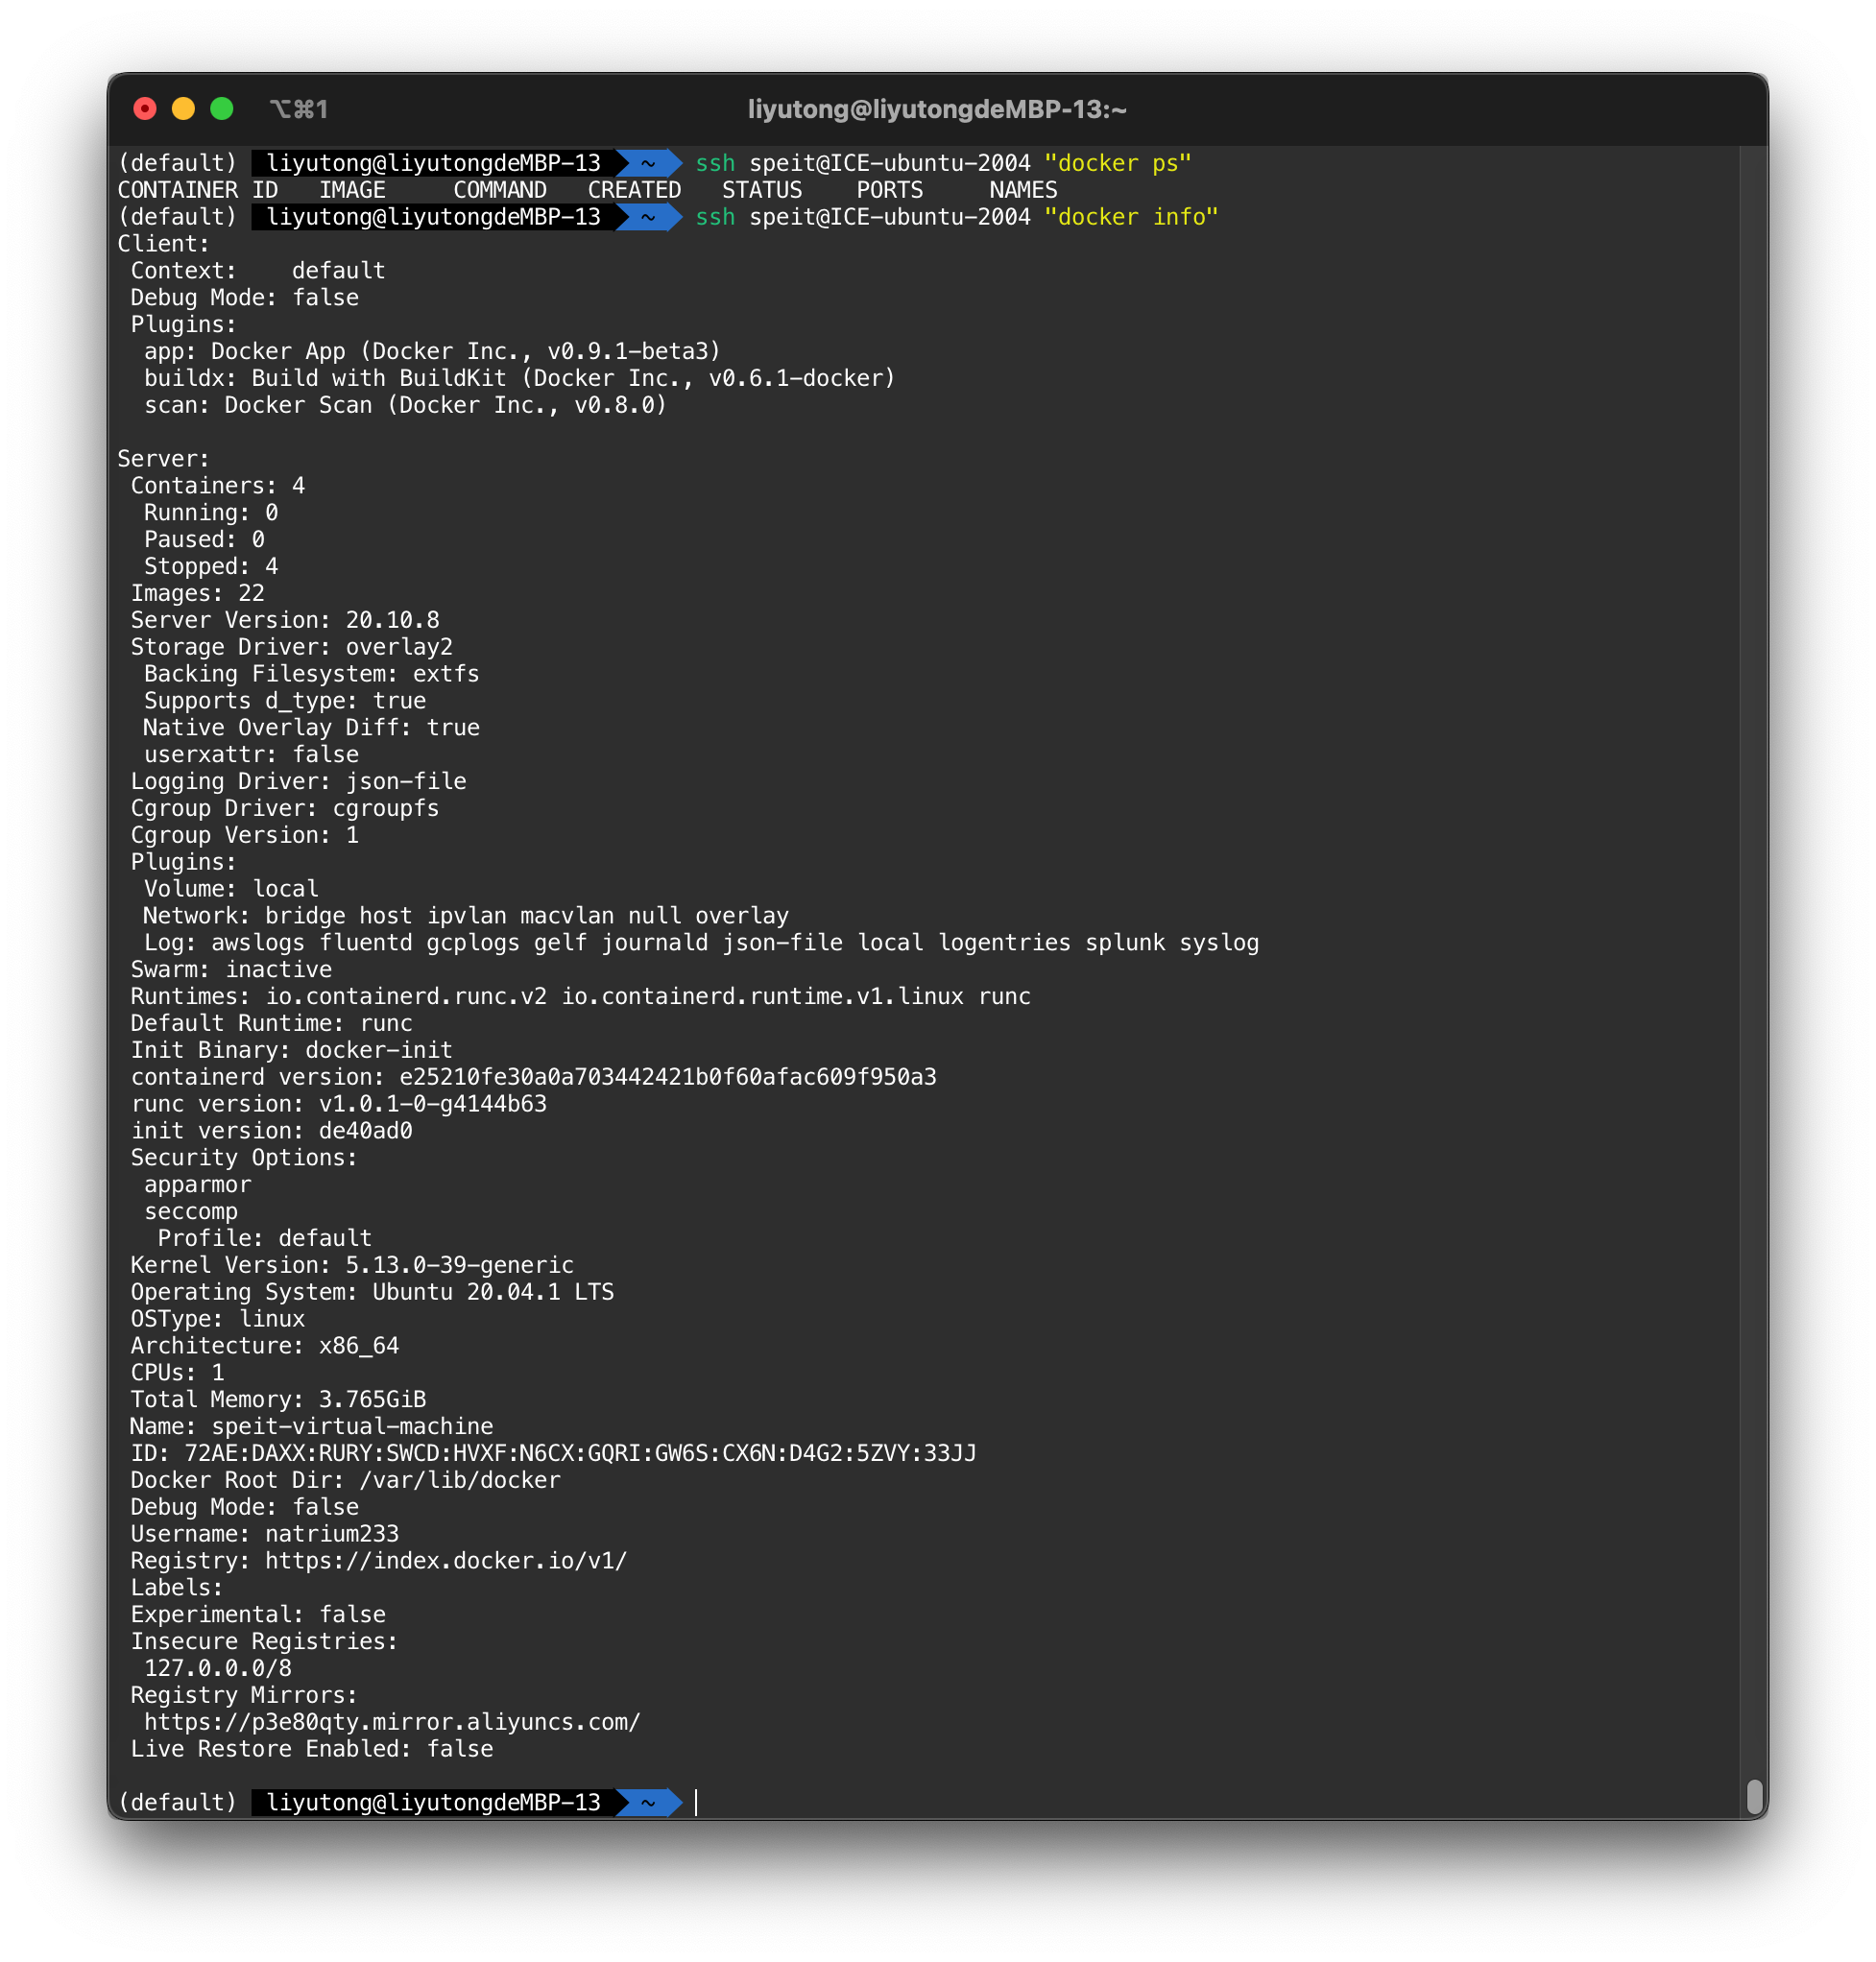 ⌥⌘1 liyutong@liyutongdeMBP-13:~
(default) liyutong@liyutongdeMBP-13 ~ ssh speit@ICE-ubuntu-2004 "docker ps"
CONTAINER ID   IMAGE     COMMAND   CREATED   STATUS    PORTS     NAMES
(default) liyutong@liyutongdeMBP-13 ~ ssh speit@ICE-ubuntu-2004 "docker info"
Client:
 Context:    default
 Debug Mode: false
 Plugins:
  app: Docker App (Docker Inc., v0.9.1-beta3)
  buildx: Build with BuildKit (Docker Inc., v0.6.1-docker)
  scan: Docker Scan (Docker Inc., v0.8.0)

Server:
 Containers: 4
  Running: 0
  Paused: 0
  Stopped: 4
 Images: 22
 Server Version: 20.10.8
 Storage Driver: overlay2
  Backing Filesystem: extfs
  Supports d_type: true
  Native Overlay Diff: true
  userxattr: false
 Logging Driver: json-file
 Cgroup Driver: cgroupfs
 Cgroup Version: 1
 Plugins:
  Volume: local
  Network: bridge host ipvlan macvlan null overlay
  Log: awslogs fluentd gcplogs gelf journald json-file local logentries splunk syslog
 Swarm: inactive
 Runtimes: io.containerd.runc.v2 io.containerd.runtime.v1.linux runc
 Default Runtime: runc
 Init Binary: docker-init
 containerd version: e25210fe30a0a703442421b0f60afac609f950a3
 runc version: v1.0.1-0-g4144b63
 init version: de40ad0
 Security Options:
  apparmor
  seccomp
   Profile: default
 Kernel Version: 5.13.0-39-generic
 Operating System: Ubuntu 20.04.1 LTS
 OSType: linux
 Architecture: x86_64
 CPUs: 1
 Total Memory: 3.765GiB
 Name: speit-virtual-machine
 ID: 72AE:DAXX:RURY:SWCD:HVXF:N6CX:GQRI:GW6S:CX6N:D4G2:5ZVY:33JJ
 Docker Root Dir: /var/lib/docker
 Debug Mode: false
 Username: natrium233
 Registry: https://index.docker.io/v1/
 Labels:
 Experimental: false
 Insecure Registries:
  127.0.0.0/8
 Registry Mirrors:
  https://p3e80qty.mirror.aliyuncs.com/
 Live Restore Enabled: false

(default) liyutong@liyutongdeMBP-13 ~